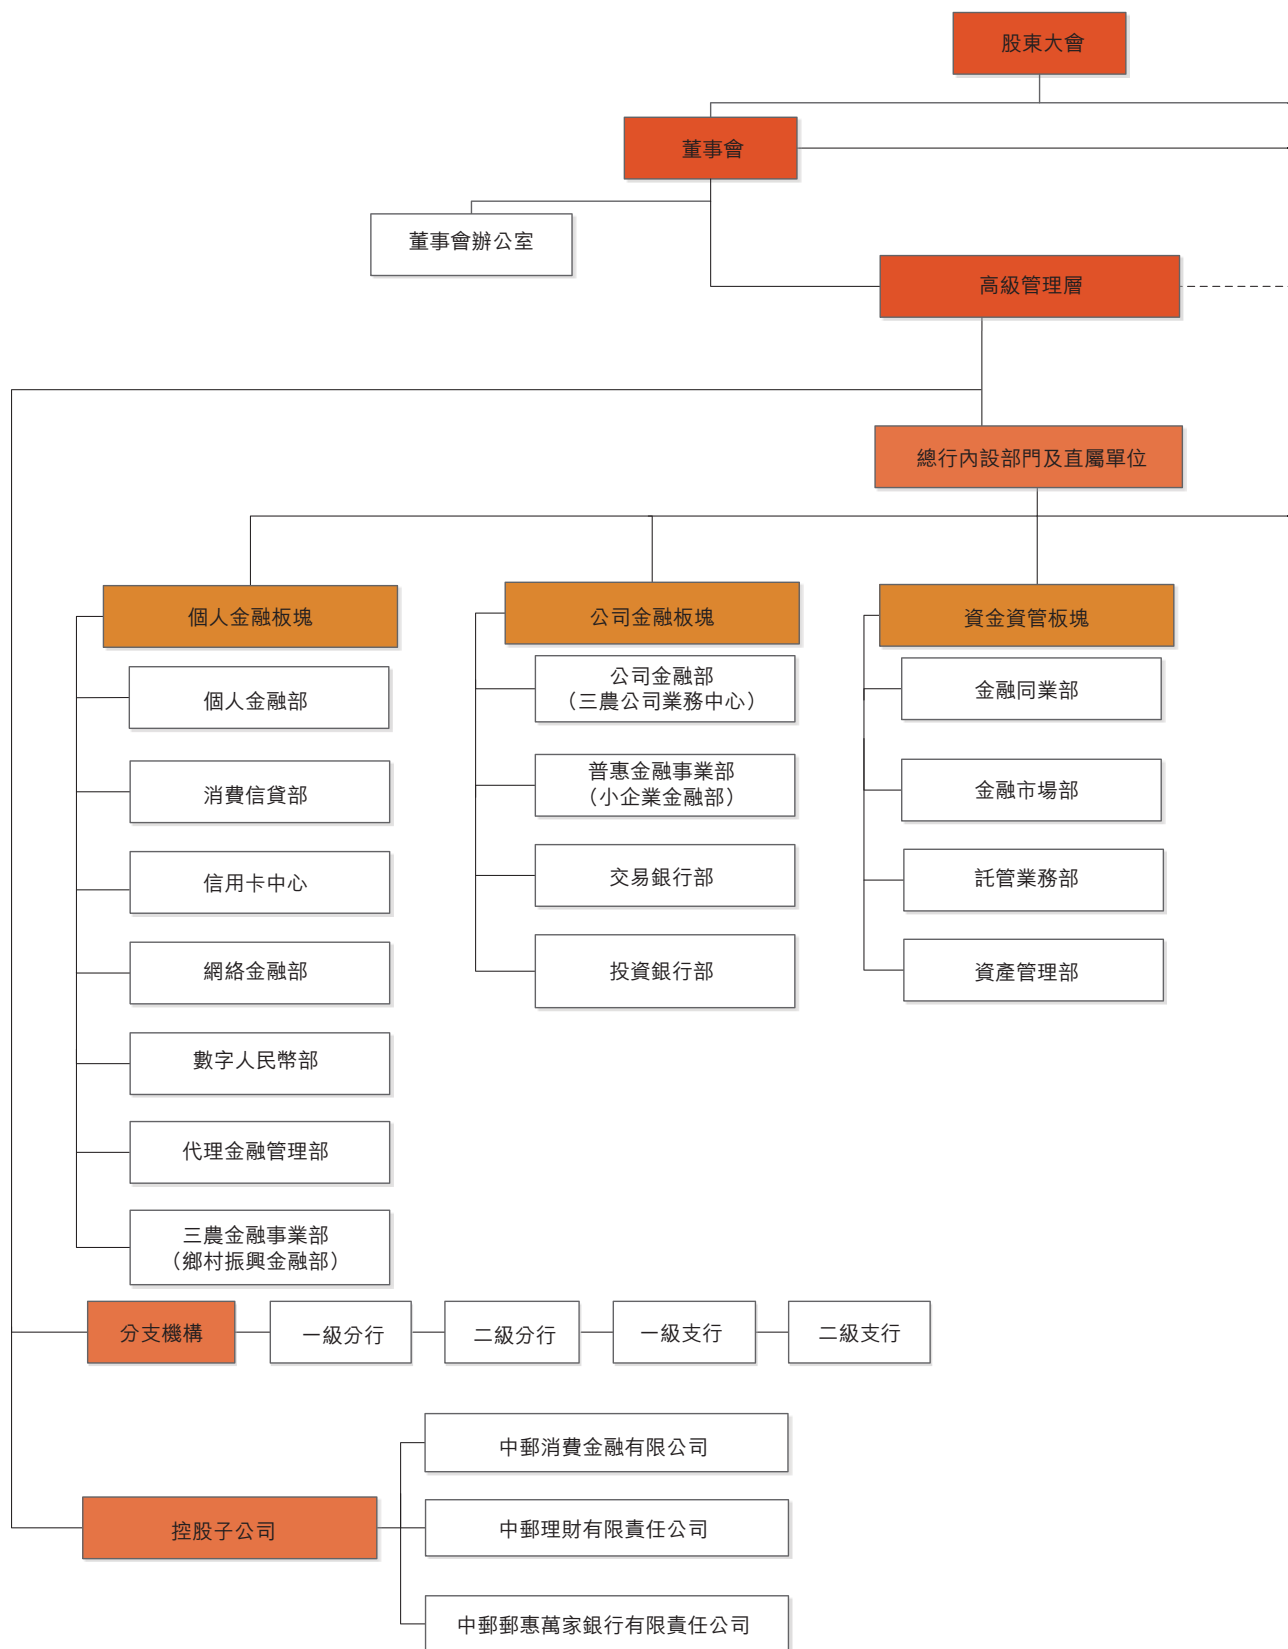 股東大會
董事會
董事會辦公室
高級管理層
總行內設部門及直屬單位
個人金融板塊
個人金融部
消費信貸部
信用卡中心
網絡金融部
數字人民幣部
代理金融管理部
三農金融事業部
（鄉村振興金融部）
公司金融板塊
公司金融部
（三農公司業務中心）
普惠金融事業部
（小企業金融部）
交易銀行部
投資銀行部
資金資管板塊
金融同業部
金融市場部
託管業務部
資產管理部
分支機構
一級分行
二級分行
一級支行
二級支行
控股子公司
中郵消費金融有限公司
中郵理財有限責任公司
中郵郵惠萬家銀行有限責任公司